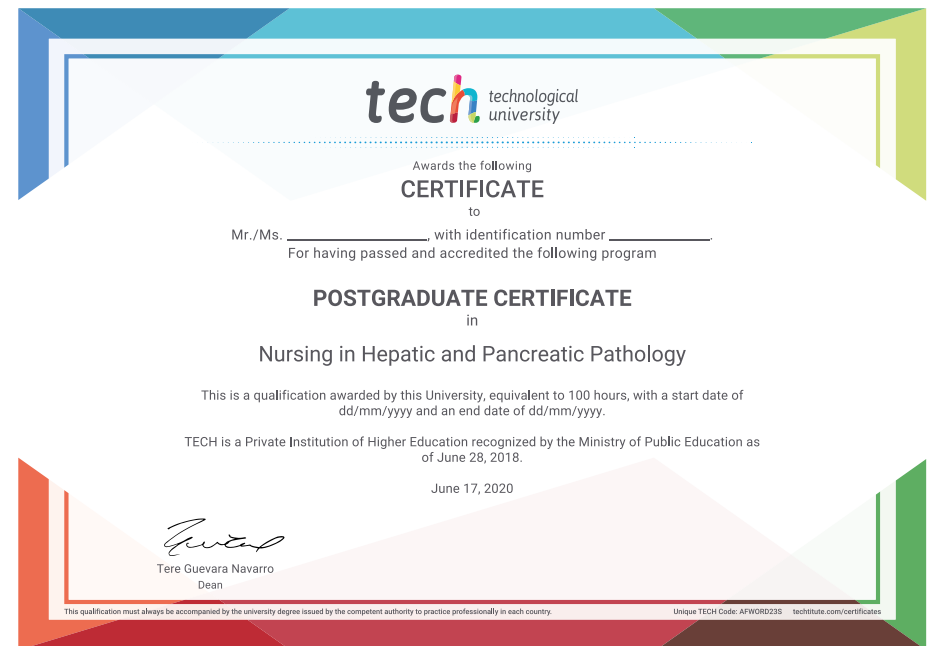 tech technological
university
Awards the following
CERTIFICATE
to
Mr./Ms. ____________________, with identification number ______________.
For having passed and accredited the following program
POSTGRADUATE CERTIFICATE
in
Nursing in Hepatic and Pancreatic Pathology
This is a qualification awarded by this University, equivalent to 100 hours, with a start date of
dd/mm/yyyy and an end date of dd/mm/yyyy.
TECH is a Private Institution of Higher Education recognized by the Ministry of Public Education as
of June 28, 2018.
June 17, 2020
Tere Guevara Navarro
Dean
This qualification must always be accompanied by the university degree issued by the competent authority to practice professionally in each country.
Unique TECH Code: AFWORD23S techtitute.com/certificates